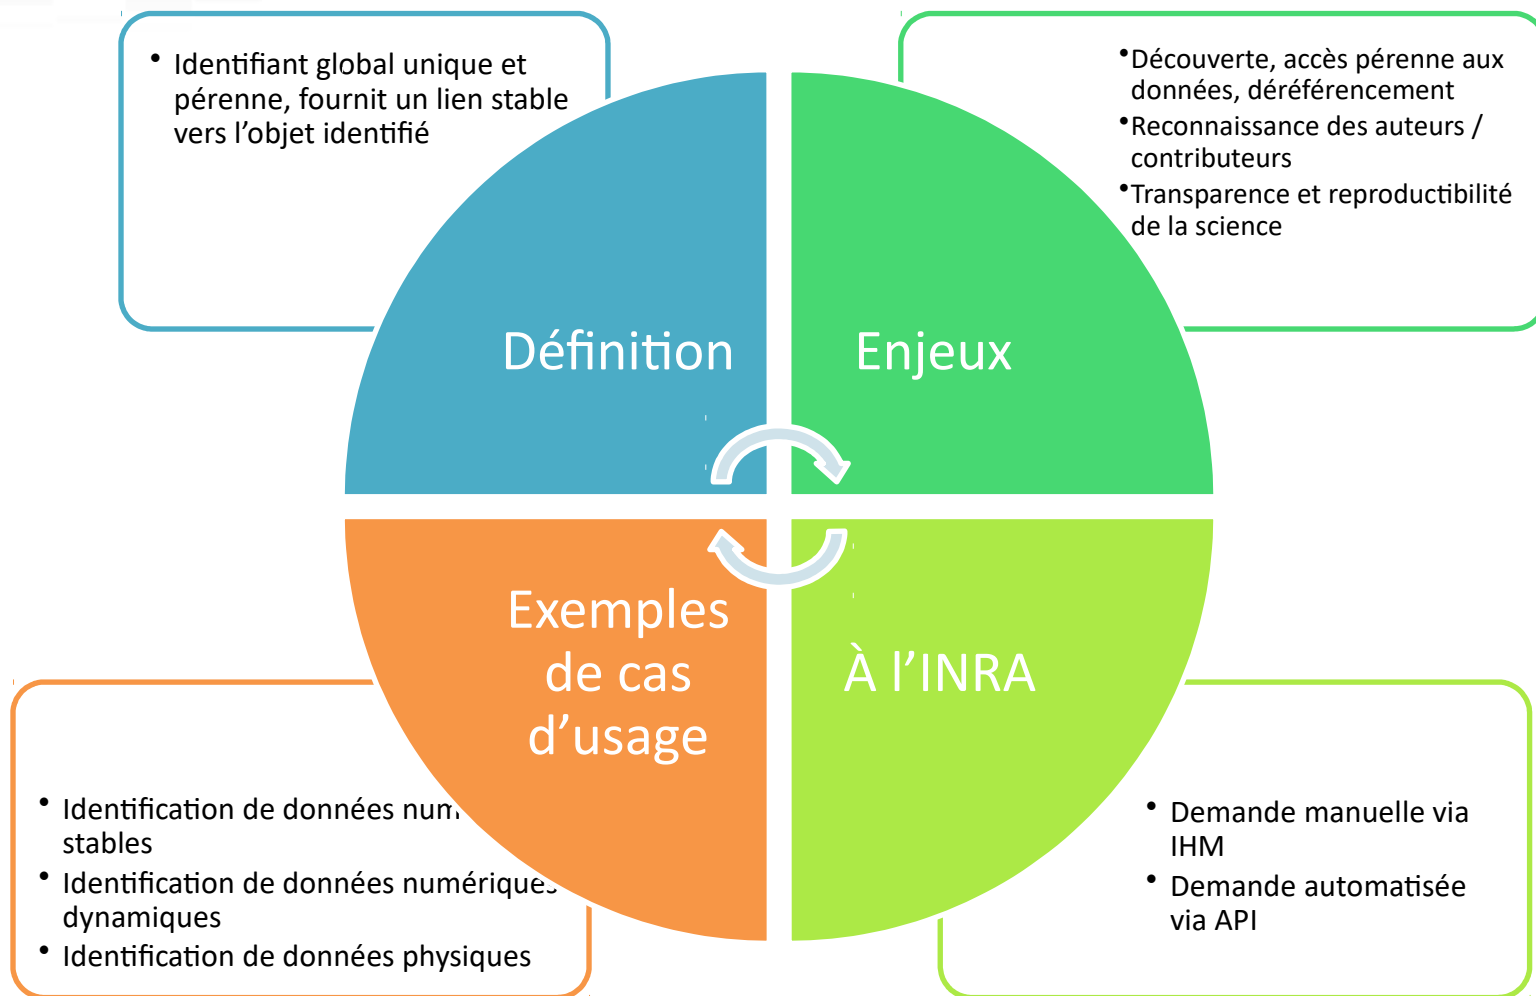 • Identifiant global unique et
pérenne, fournit un lien stable
vers l’objet identifié
•Découverte, accès pérenne aux
données, déréférencement
•Reconnaissance des auteurs /
contributeurs
•Transparence et reproductibilité
de la science
Définition
Enjeux
Exemples
de cas
d’usage
À l’INRA
• Identification de données num
stables
• Identification de données numériques
dynamiques
• Identification de données physiques
• Demande manuelle via
IHM
• Demande automatisée
via API